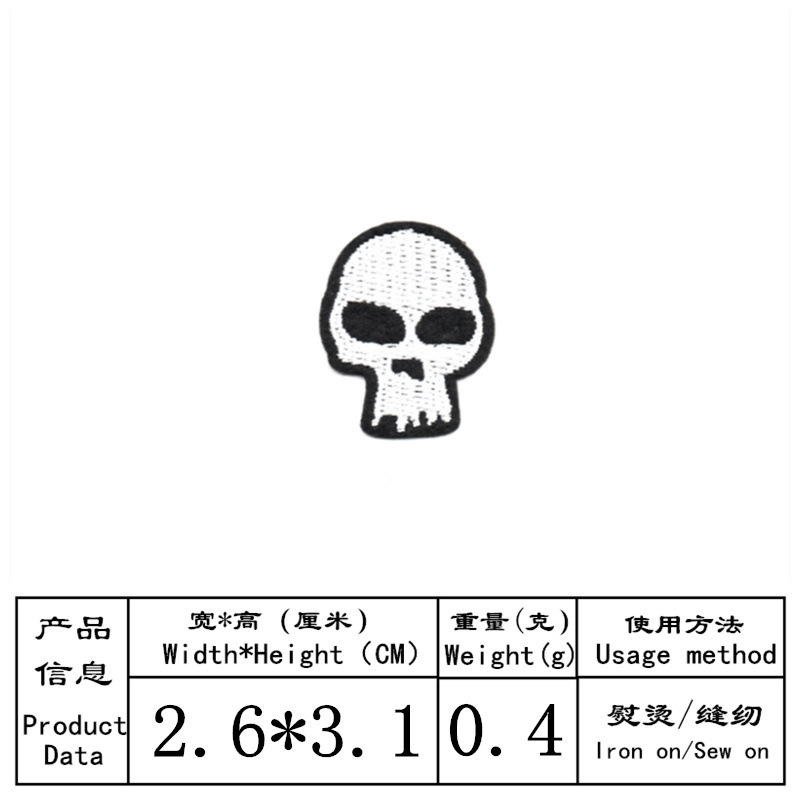 产品
信息
Product
Data
宽*高 (厘米)
Width*Height (CM)
重量(克)
Weight(g)
使用方法
Usage method
2.6*3.1
0.4
熨烫/缝纫
Iron on/Sew on